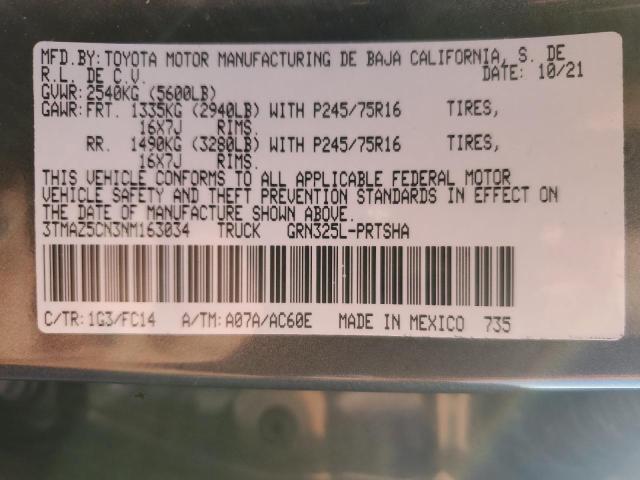 MFD.BY:TOYOTA MOTOR MANUFACTURING DE BAJA CALIFORNIA, S. DE
R.L. DE C.V. DATE: 10/21
GVWR:2540KG (5600LB)
GAWR:FRT. 1335KG (2940LB) WITH P245/75R16 TIRES,
16X7J RIMS.
RR. 1490KG (3280LB) WITH P245/75R16 TIRES,
16X7J RIMS.
THIS VEHICLE CONFORMS TO ALL APPLICABLE FEDERAL MOTOR
VEHICLE SAFETY AND THEFT PREVENTION STANDARDS IN EFFECT ON
THE DATE OF MANUFACTURE SHOWN ABOVE.
3TMAZ5CN3NM163034 TRUCK GRN325L-PRTSHA
C/TR:1G3/FC14 A/TM:A07A/AC60E MADE IN MEXICO 735